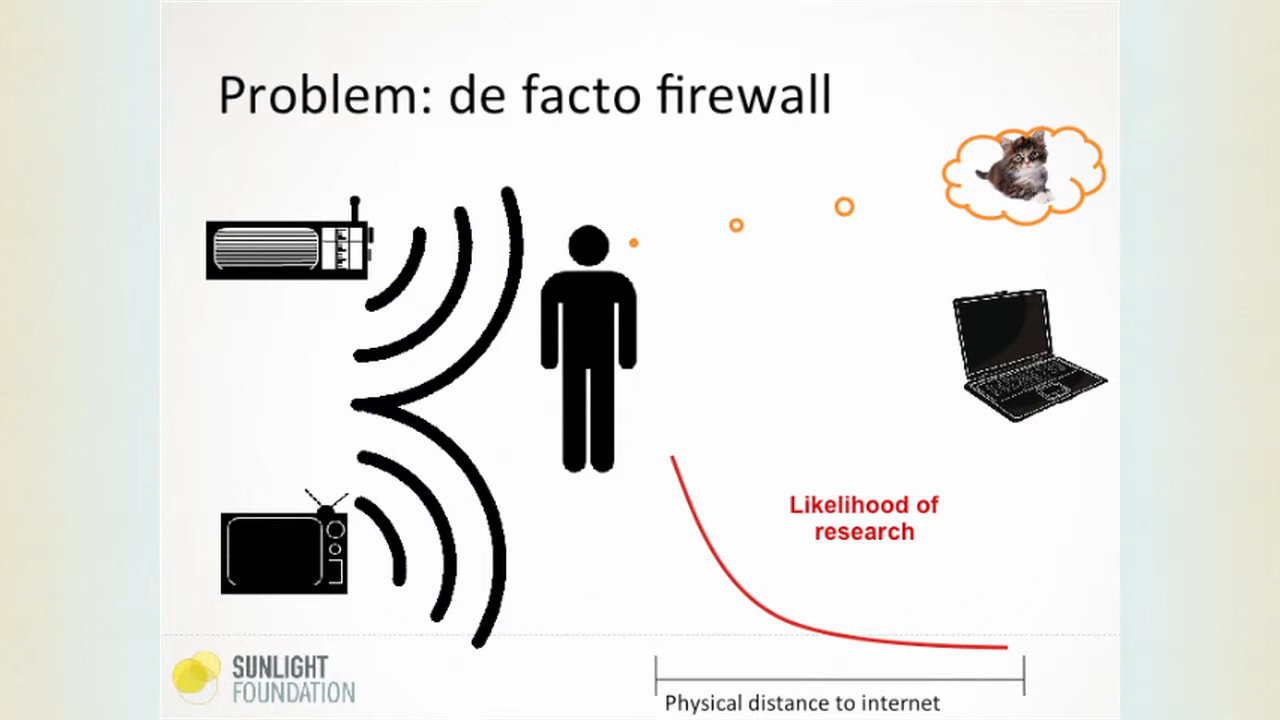 Problem: de facto firewall
Likelihood of
research
SUNLIGHT
FOUNDATION
Physical distance to internet